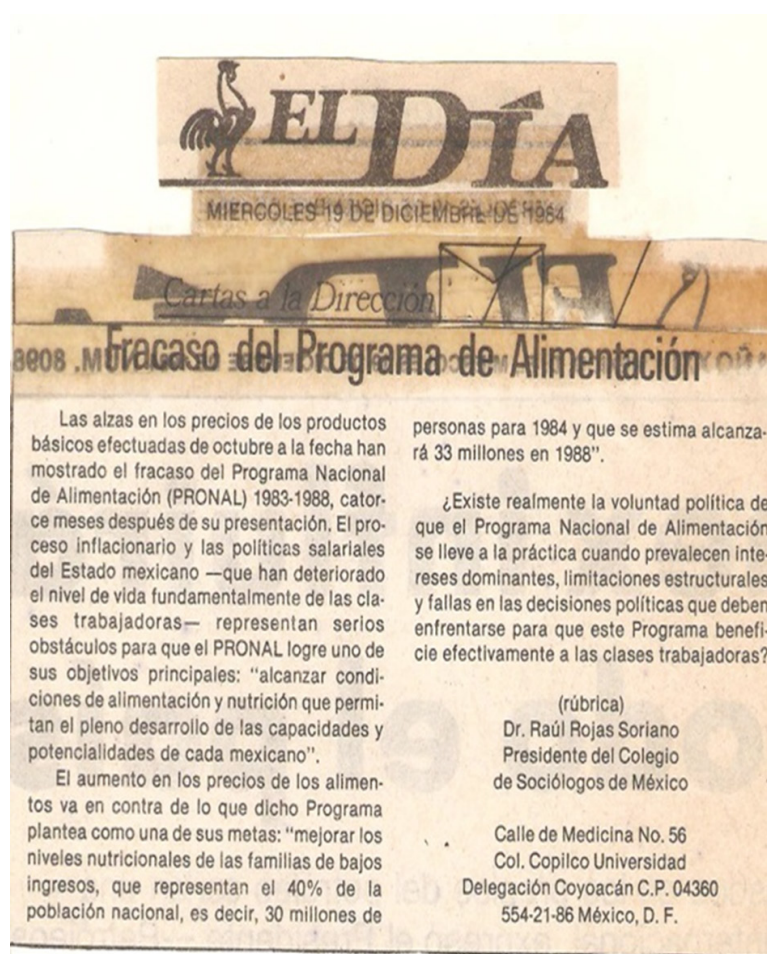 EL DÍA
MIERCOLES 19 DE DICIEMBRE DE 1984
Cartas a la Dirección
Fracaso del Programa de Alimentación
Las alzas en los precios de los productos
básicos efectuadas de octubre a la fecha han
mostrado el fracaso del Programa Nacional
de Alimentación (PRONAL) 1983-1988, cator-
ce meses después de su presentación. El pro-
ceso inflacionario y las políticas salariales
del Estado mexicano —que han deteriorado
el nivel de vida fundamentalmente de las cla-
ses trabajadoras— representan serios
obstáculos para que el PRONAL logre uno de
sus objetivos principales: “alcanzar condi-
ciones de alimentación y nutrición que permi-
tan el pleno desarrollo de las capacidades y
potencialidades de cada mexicano”.
El aumento en los precios de los alimen-
tos va en contra de lo que dicho Programa
plantea como una de sus metas: “mejorar los
niveles nutricionales de las familias de bajos
ingresos, que representan el 40% de la
población nacional, es decir, 30 millones de
personas para 1984 y que se estima alcanza-
rá 33 millones en 1988”.
¿Existe realmente la voluntad política de
que el Programa Nacional de Alimentación
se lleve a la práctica cuando prevalecen inte-
reses dominantes, limitaciones estructurales
y fallas en las decisiones políticas que deben
enfrentarse para que este Programa benefi-
cie efectivamente a las clases trabajadoras?
(rúbrica)
Dr. Raúl Rojas Soriano
Presidente del Colegio
de Sociólogos de México
Calle de Medicina No. 56
Col. Copilco Universidad
Delegación Coyoacán C.P. 04360
554-21-86 México, D. F.